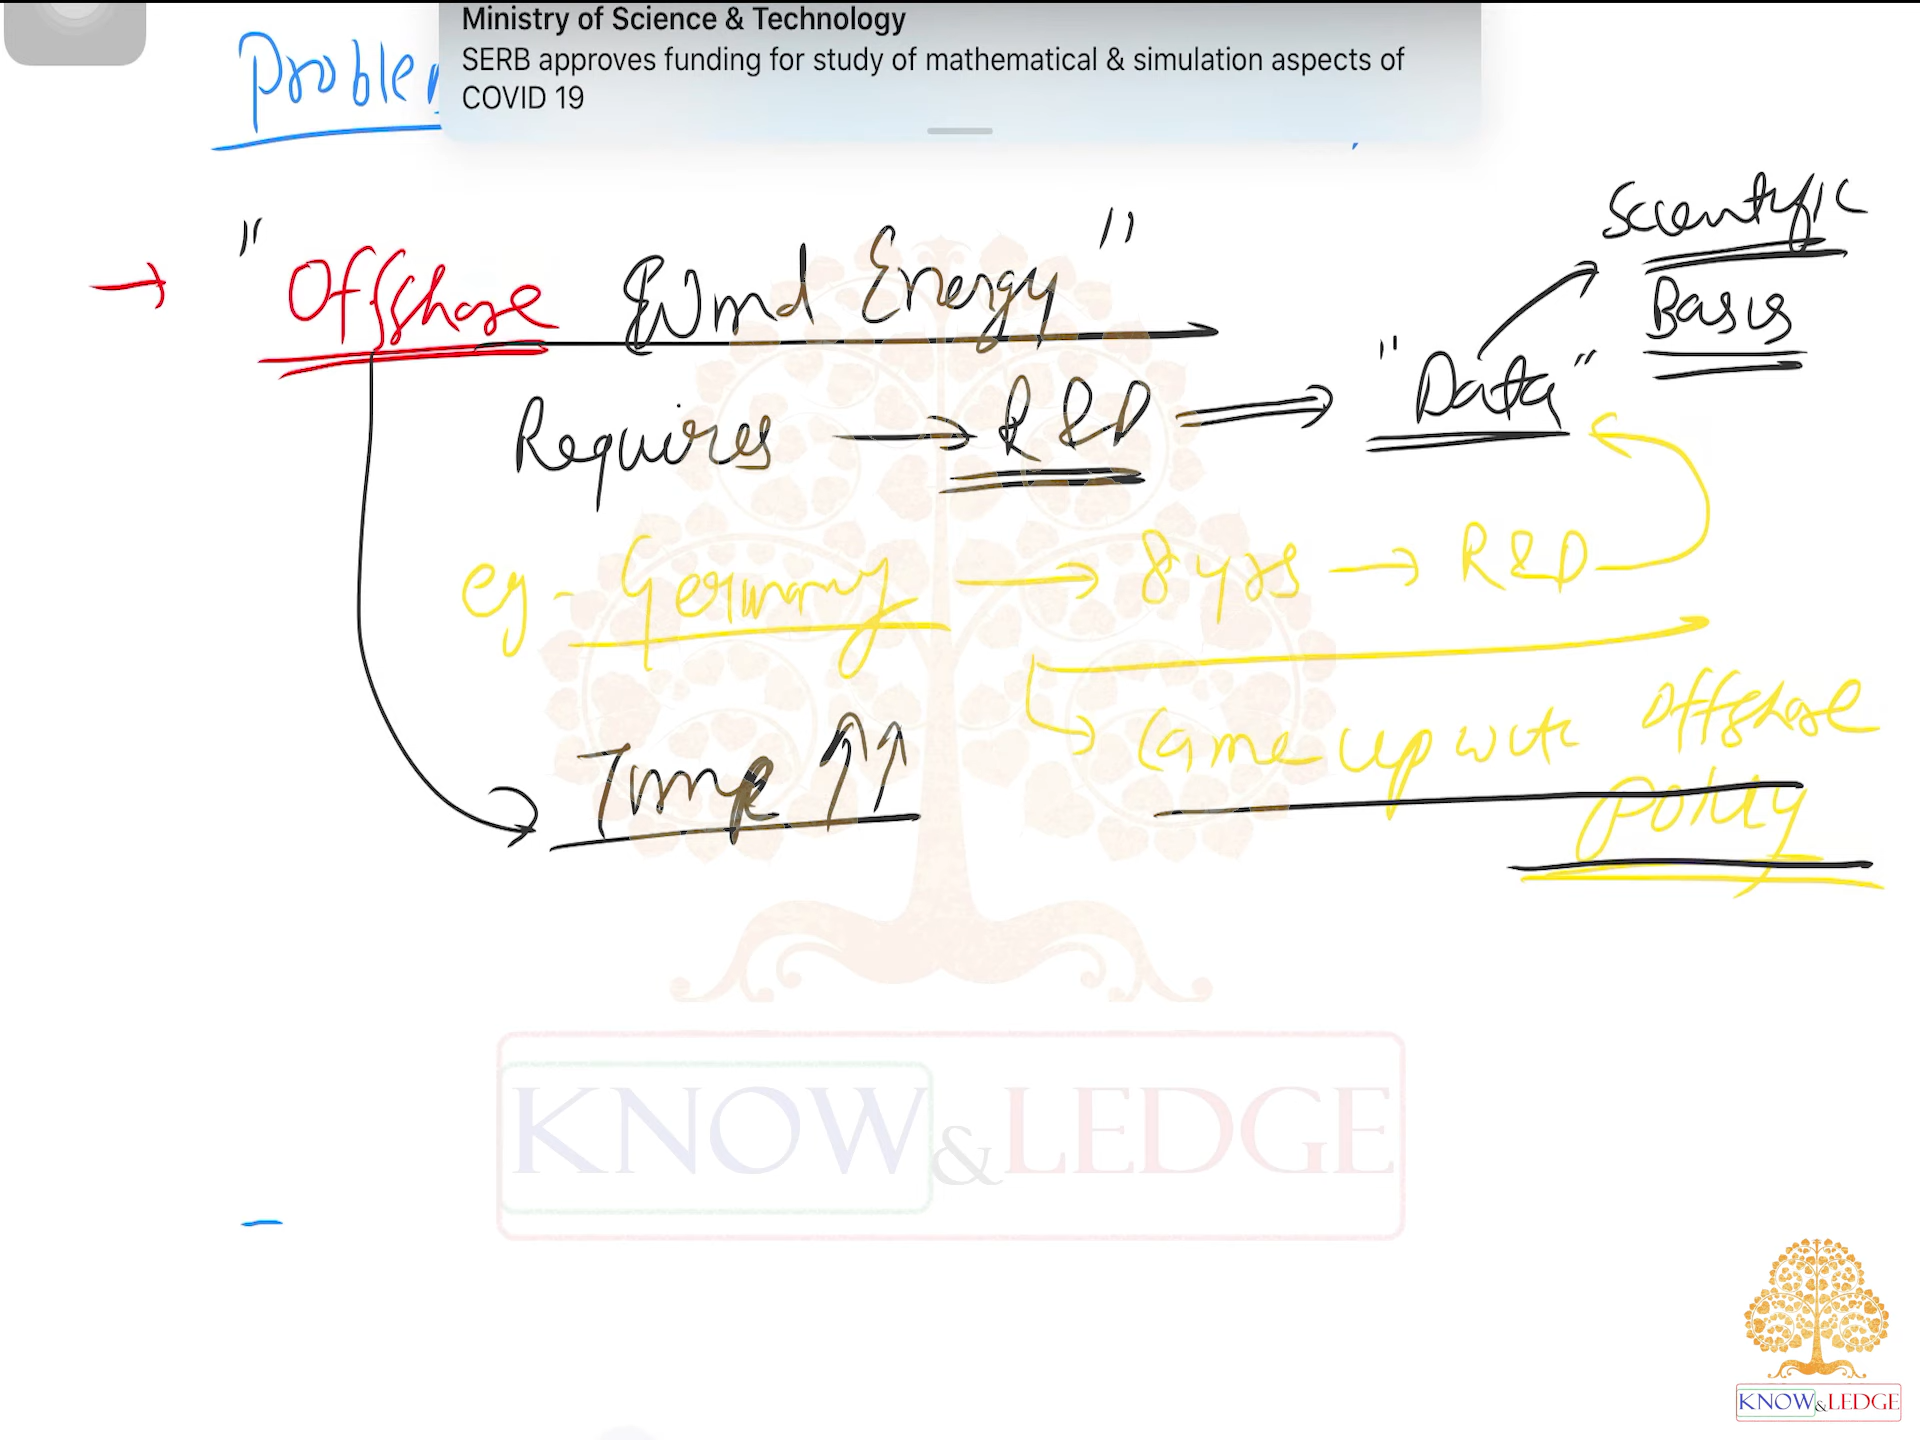 Ministry of Science & Technology
SERB approves funding for study of mathematical & simulation aspects of
COVID 19
Scientific
Basis
" Offshore Wind Energy "
Requires → R&D ⇒ "Data"
eg - Germany → 8 yrs → R&D
Came up with offshore
policy
Time ↑↑
KNOW&LEDGE
KNOW&LEDGE